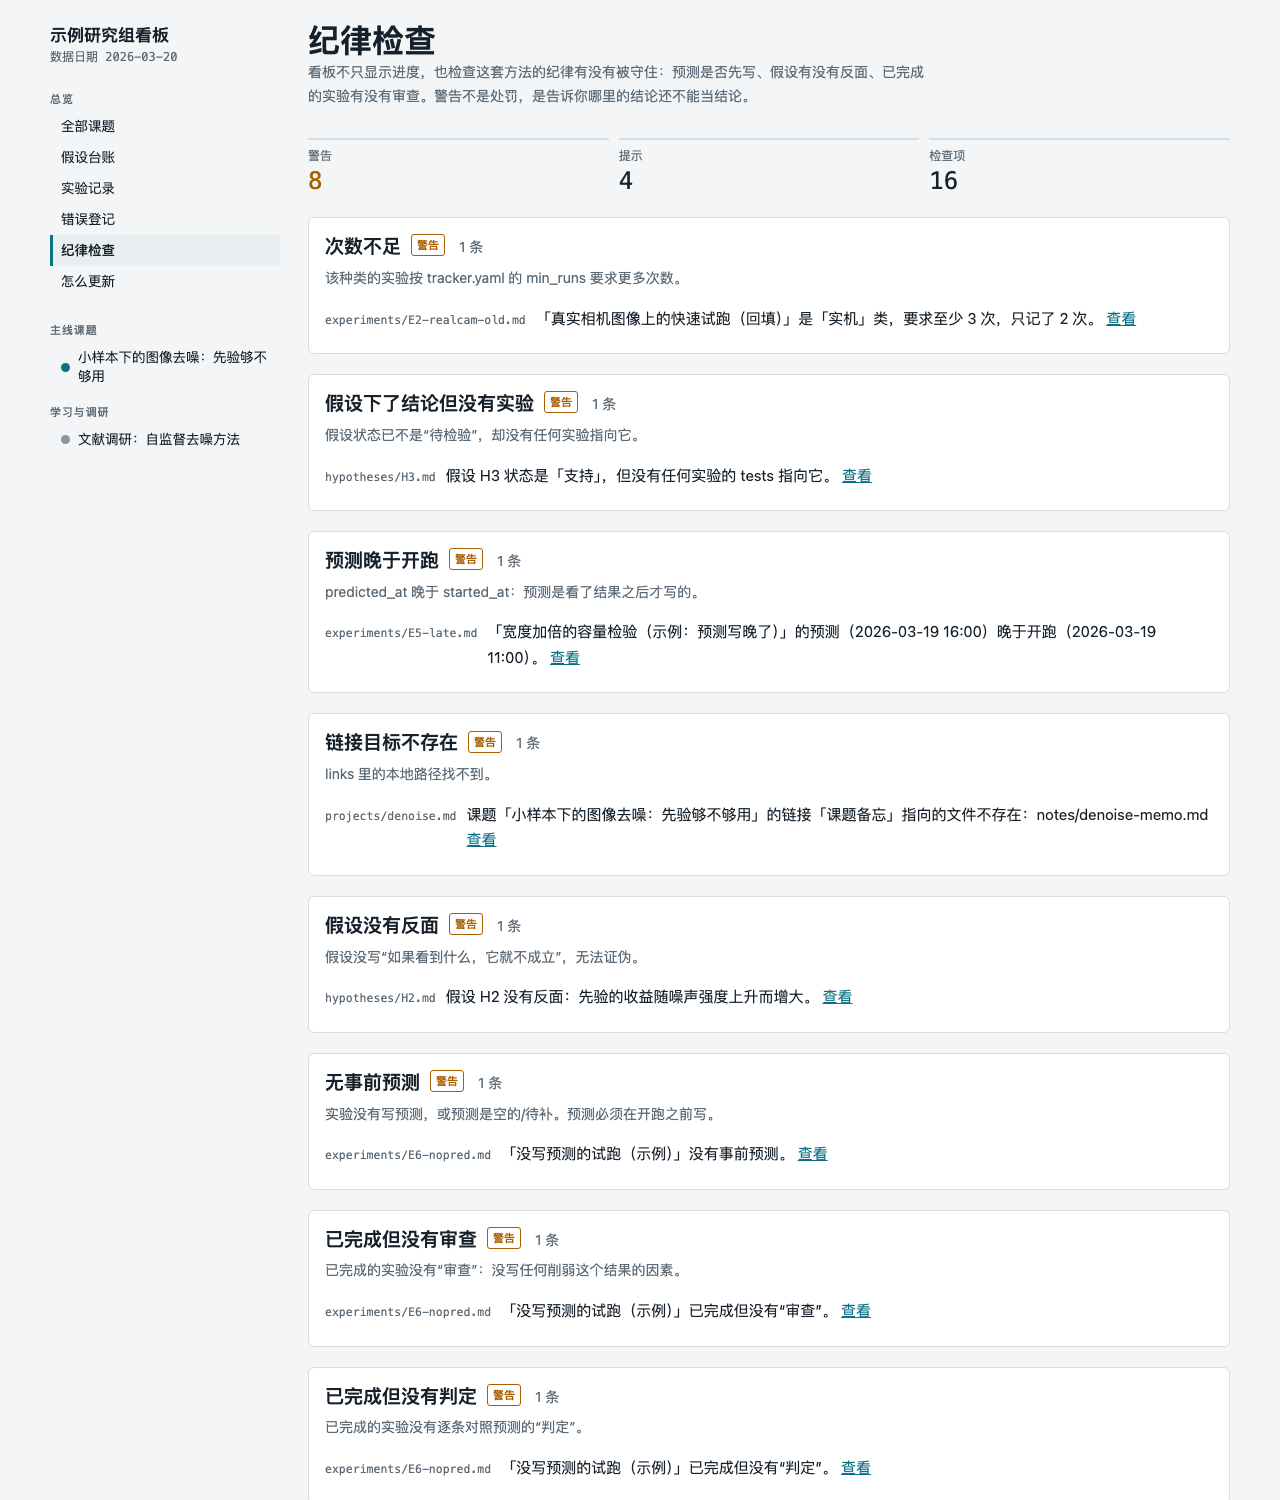 示例研究组看板
数据日期 2026-03-20
总览
全部课题
假设台账
实验记录
错误登记
纪律检查
怎么更新
主线课题
小样本下的图像去噪：先验够不
够用
学习与调研
文献调研：自监督去噪方法
纪律检查
看板不只显示进度，也检查这套方法的纪律有没有被守住：预测是否先写、假设有没有反面、已完成
的实验有没有审查。警告不是处罚，是告诉你哪里的结论还不能当结论。
警告
8
提示
4
检查项
16
次数不足 警告 1 条
该种类的实验按 tracker.yaml 的 min_runs 要求更多次数。
experiments/E2-realcam-old.md 「真实相机图像上的快速试跑（回填）」是「实机」类，要求至少 3 次，只记了 2 次。 查看
假设下了结论但没有实验 警告 1 条
假设状态已不是“待检验”，却没有任何实验指向它。
hypotheses/H3.md 假设 H3 状态是「支持」，但没有任何实验的 tests 指向它。 查看
预测晚于开跑 警告 1 条
predicted_at 晚于 started_at：预测是看了结果之后才写的。
experiments/E5-late.md 「宽度加倍的容量检验（示例：预测写晚了）」的预测（2026-03-19 16:00）晚于开跑（2026-03-19
11:00）。 查看
链接目标不存在 警告 1 条
links 里的本地路径找不到。
projects/denoise.md 课题「小样本下的图像去噪：先验够不够用」的链接「课题备忘」指向的文件不存在：notes/denoise-memo.md
查看
假设没有反面 警告 1 条
假设没写“如果看到什么，它就不成立”，无法证伪。
hypotheses/H2.md 假设 H2 没有反面：先验的收益随噪声强度上升而增大。 查看
无事前预测 警告 1 条
实验没有写预测，或预测是空的/待补。预测必须在开跑之前写。
experiments/E6-nopred.md 「没写预测的试跑（示例）」没有事前预测。 查看
已完成但没有审查 警告 1 条
已完成的实验没有“审查”：没写任何削弱这个结果的因素。
experiments/E6-nopred.md 「没写预测的试跑（示例）」已完成但没有“审查”。 查看
已完成但没有判定 警告 1 条
已完成的实验没有逐条对照预测的“判定”。
experiments/E6-nopred.md 「没写预测的试跑（示例）」已完成但没有“判定”。 查看